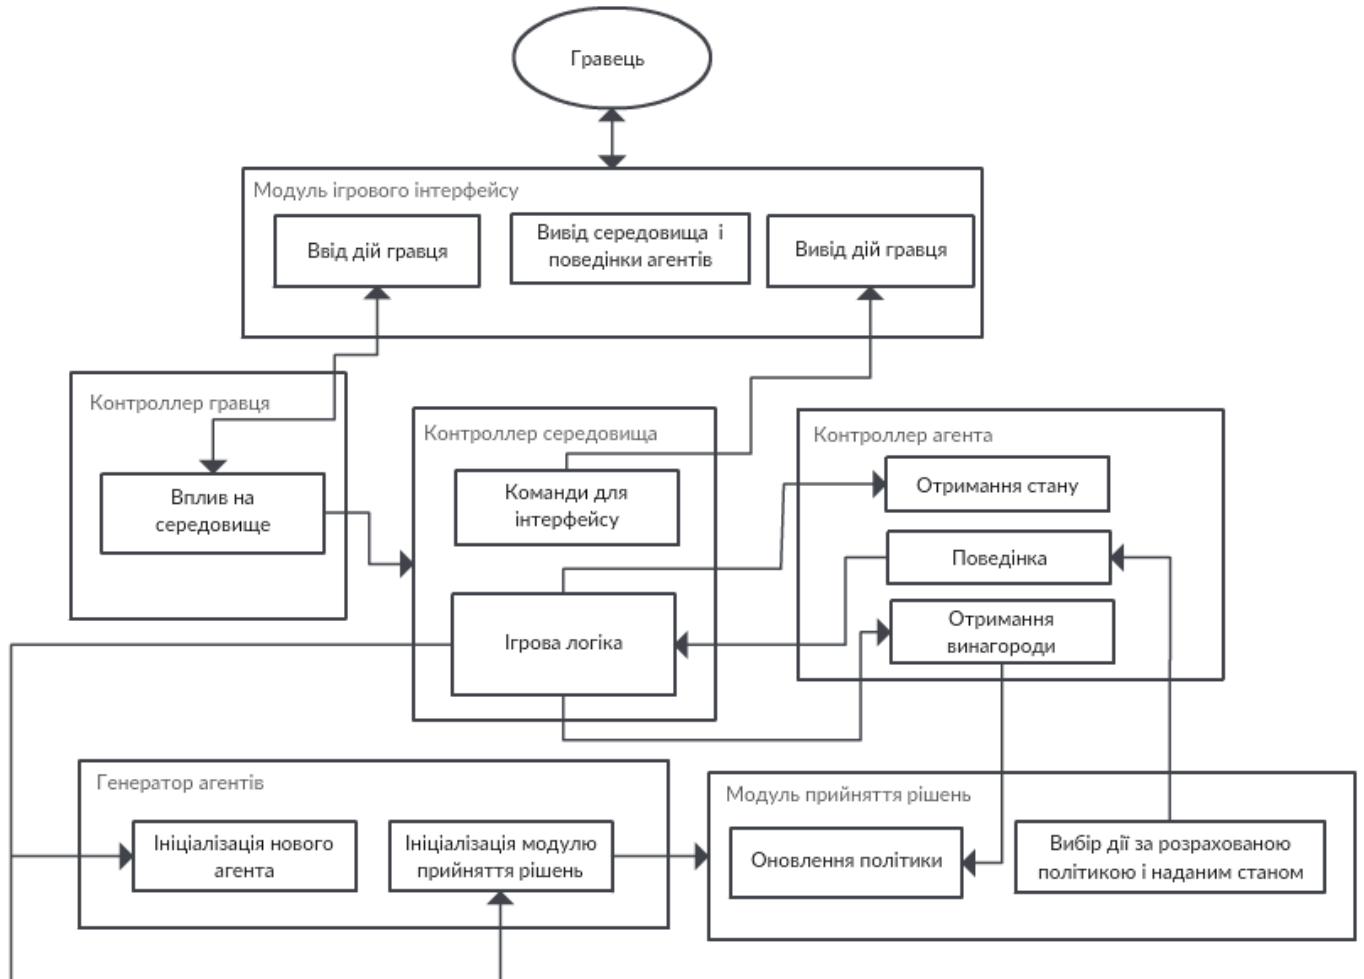 Гравець
Модуль ігрового інтерфейсу
Ввід дій гравця
Вивід середовища і
поведінки агентів
Вивід дій гравця
Контроллер гравця
Вплив на
середовище
Контроллер середовища
Команди для
інтерфейсу
Ігрова логіка
Контроллер агента
Отримання стану
Поведінка
Отримання
винагороди
Генератор агентів
Ініціалізація нового
агента
Ініціалізація модулю
прийняття рішень
Модуль прийняття рішень
Оновлення політики
Вибір дії за розрахованою
політикою і наданим станом